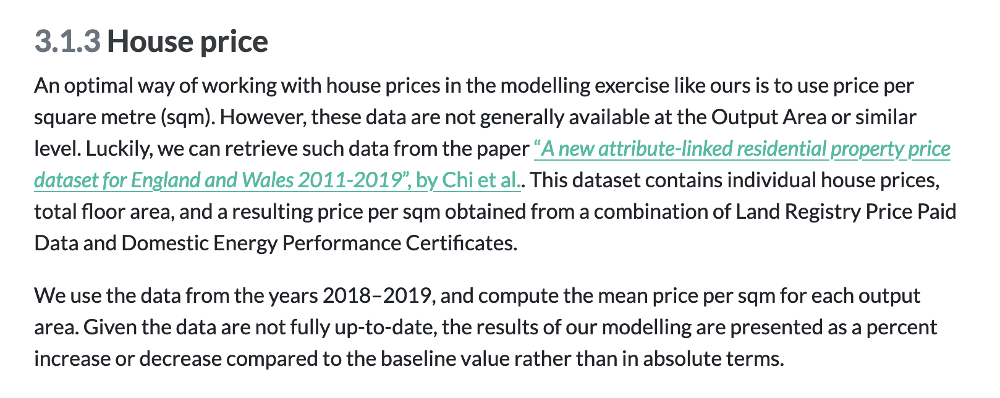 3.1.3 House price
An optimal way of working with house prices in the modelling exercise like ours is to use price per
square metre (sqm). However, these data are not generally available at the Output Area or similar
level. Luckily, we can retrieve such data from the paper “A new attribute-linked residential property price
dataset for England and Wales 2011-2019”, by Chi et al.. This dataset contains individual house prices,
total floor area, and a resulting price per sqm obtained from a combination of Land Registry Price Paid
Data and Domestic Energy Performance Certificates.
We use the data from the years 2018–2019, and compute the mean price per sqm for each output
area. Given the data are not fully up-to-date, the results of our modelling are presented as a percent
increase or decrease compared to the baseline value rather than in absolute terms.